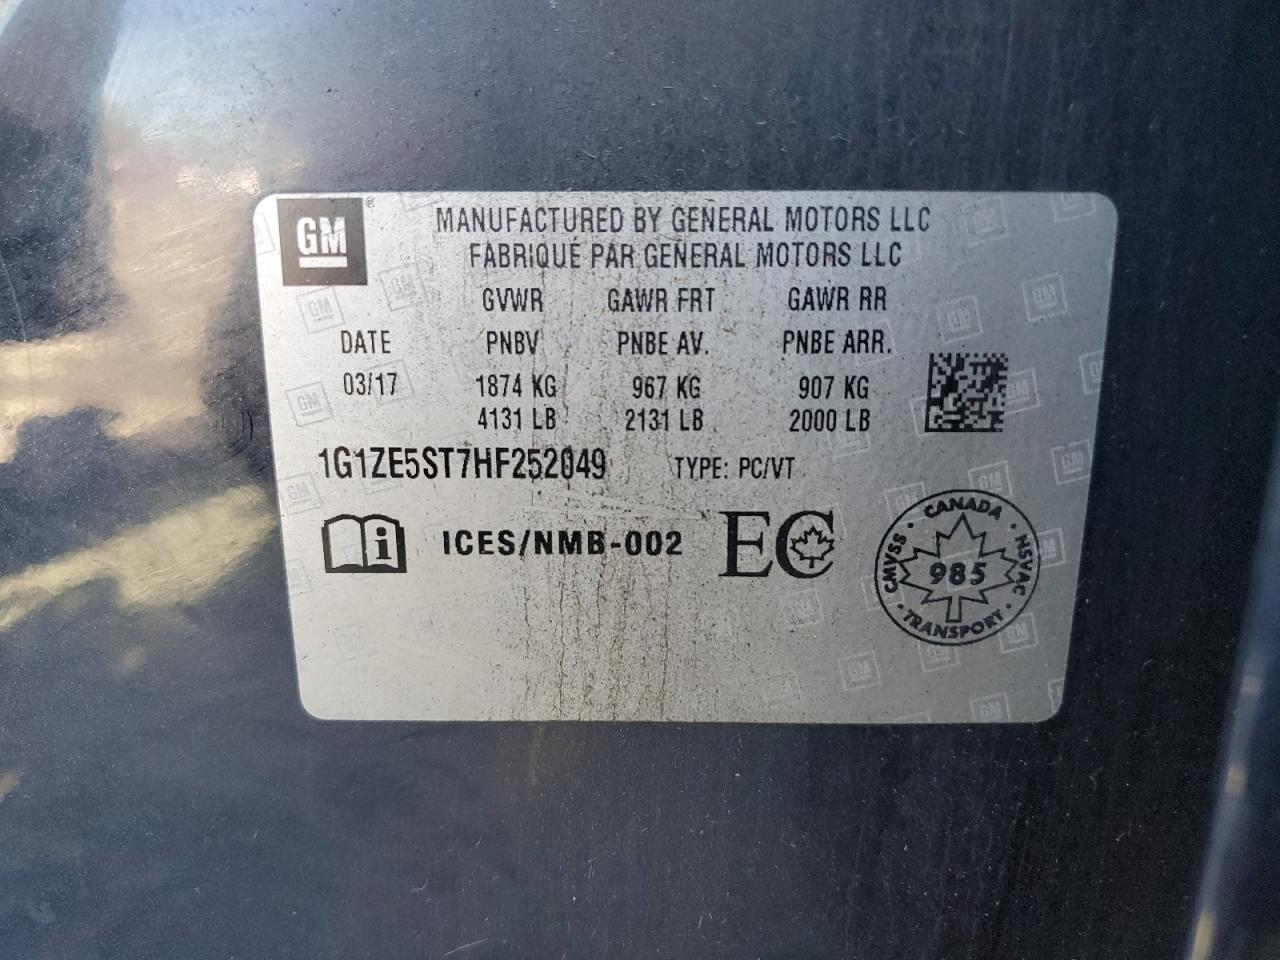 GM
MANUFACTURED BY GENERAL MOTORS LLC
FABRIQUÉ PAR GENERAL MOTORS LLC
GVWR GAWR FRT GAWR RR
DATE PNBV PNBE AV. PNBE ARR.
03/17 1874 KG 967 KG 907 KG
4131 LB 2131 LB 2000 LB
1G1ZE5ST7HF252049 TYPE: PC/VT
ICES/NMB-002 EC
CANADA
CMVSS 985 NSVAC
TRANSPORT